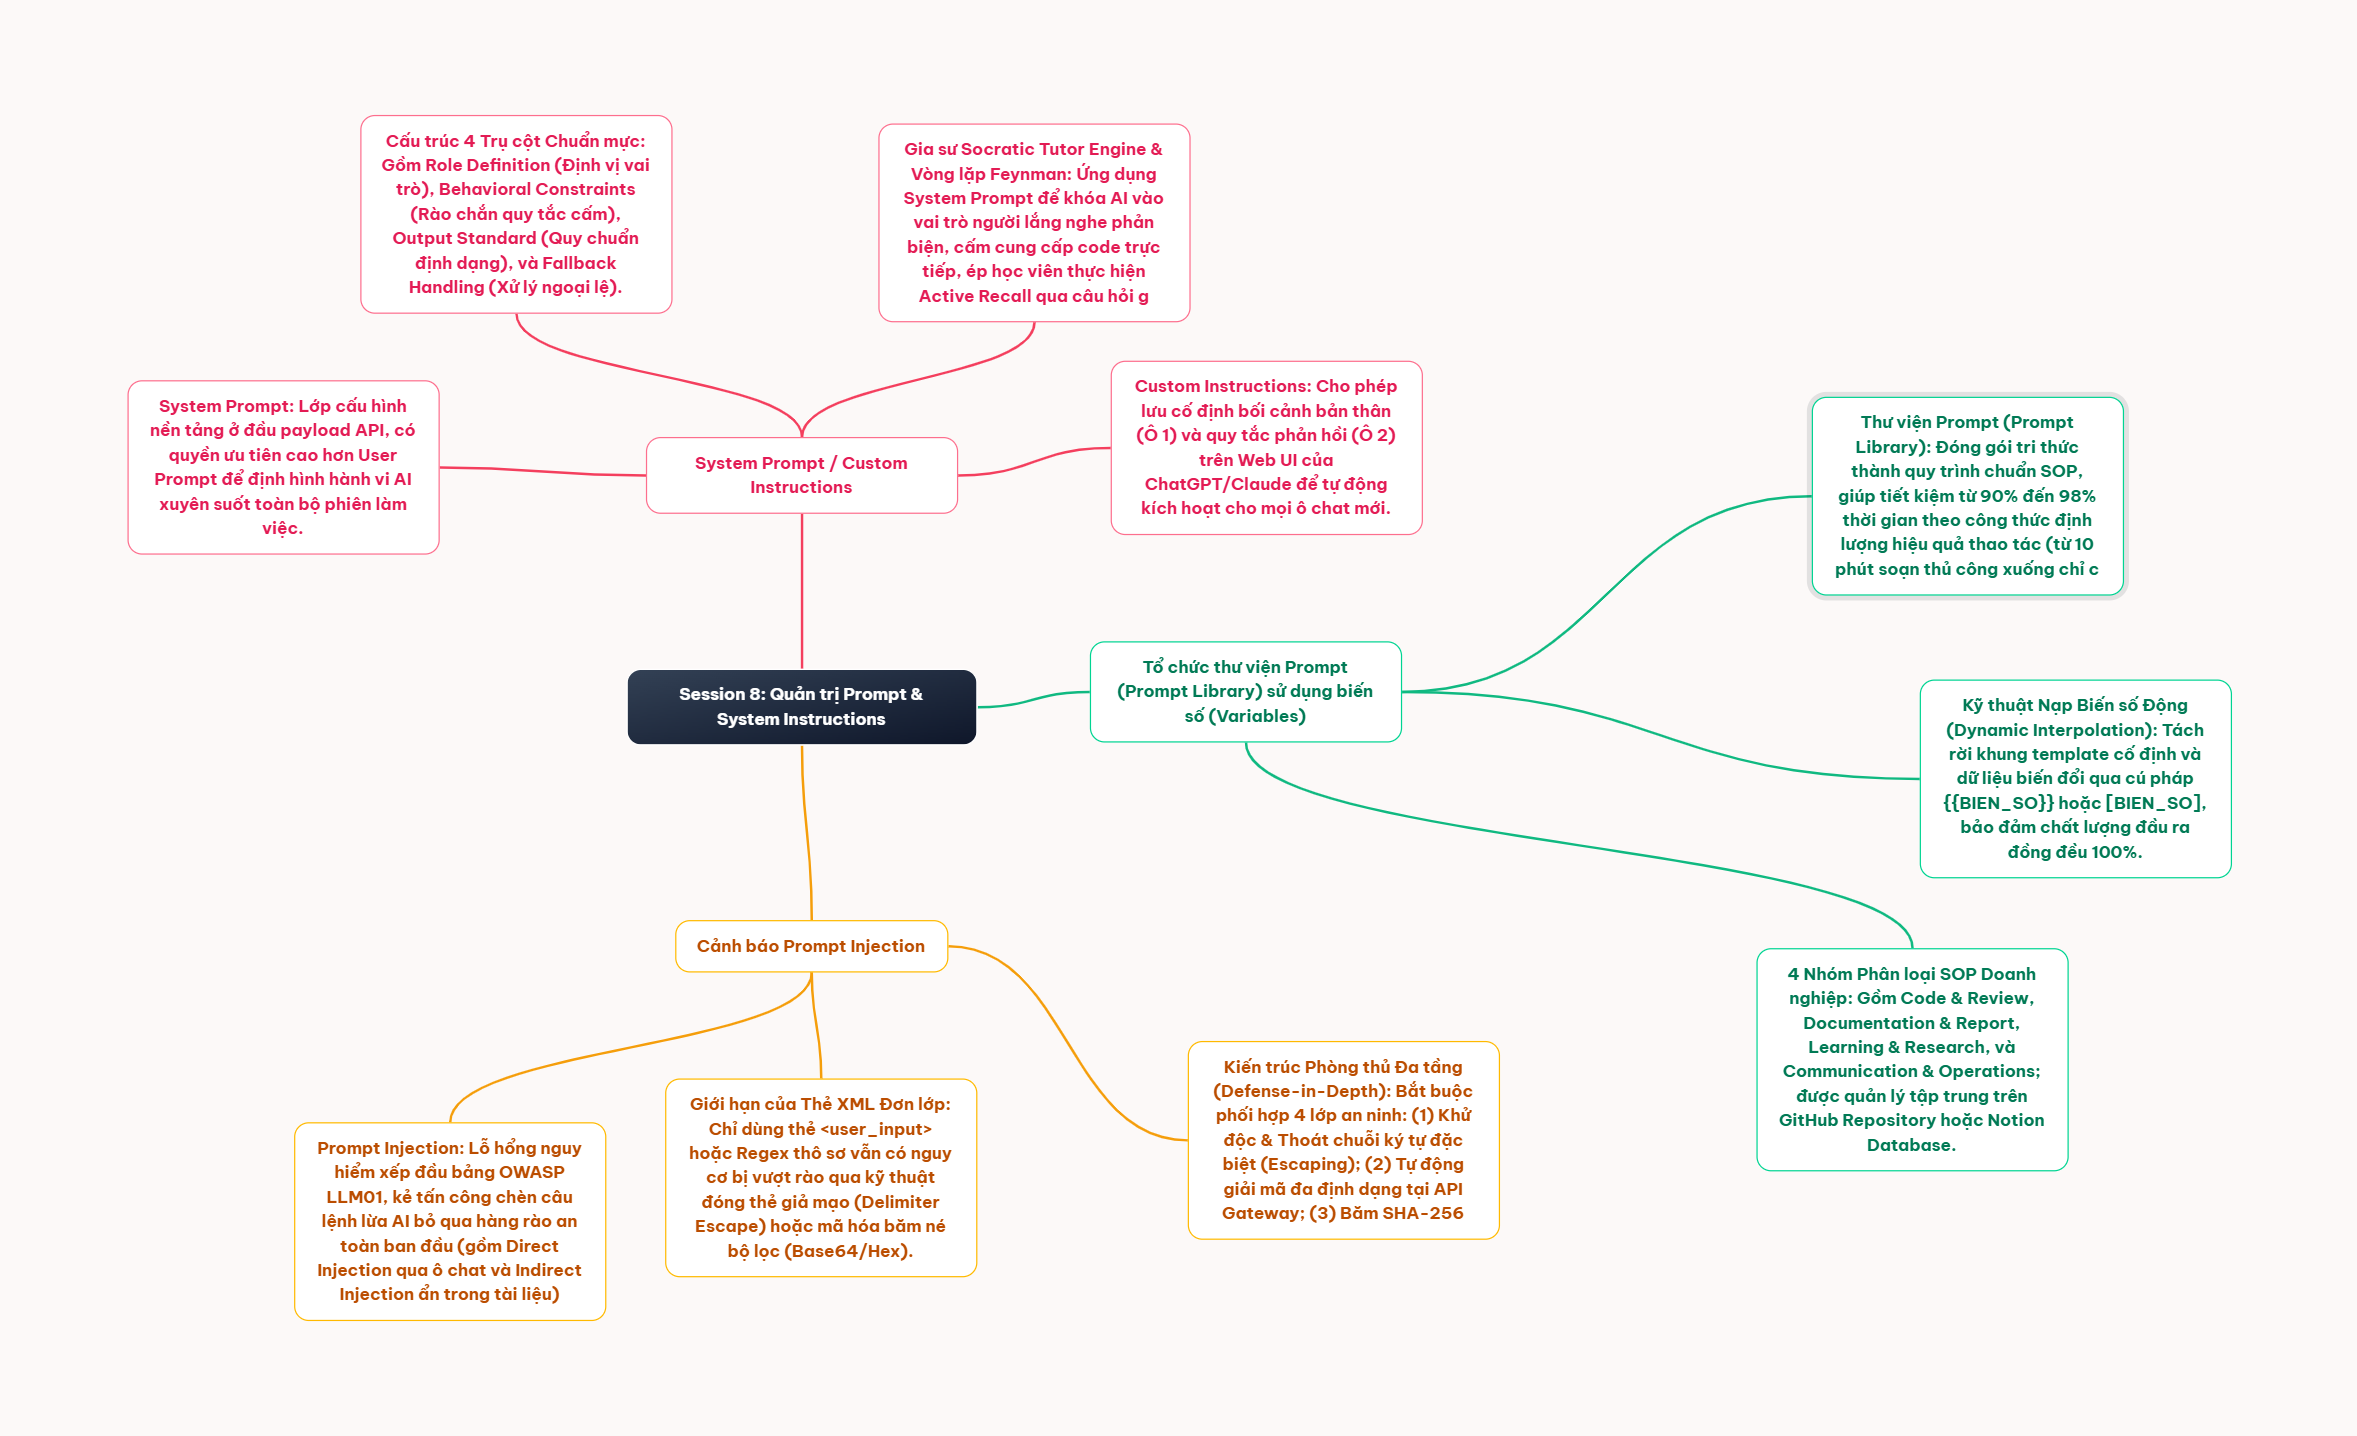 Cấu trúc 4 Trụ cột Chuẩn mực:
Gồm Role Definition (Định vị vai
trò), Behavioral Constraints
(Rào chắn quy tắc cấm),
Output Standard (Quy chuẩn
định dạng), và Fallback
Handling (Xử lý ngoại lệ).
Gia sư Socratic Tutor Engine &
Vòng lặp Feynman: Ứng dụng
System Prompt để khóa AI vào
vai trò người lắng nghe phản
biện, cấm cung cấp code trực
tiếp, ép học viên thực hiện
Active Recall qua câu hỏi g
System Prompt: Lớp cấu hình
nền tảng ở đầu payload API, có
quyền ưu tiên cao hơn User
Prompt để định hình hành vi AI
xuyên suốt toàn bộ phiên làm
việc.
System Prompt / Custom
Instructions
Custom Instructions: Cho phép
lưu cố định bối cảnh bản thân
(Ô 1) và quy tắc phản hồi (Ô 2)
trên Web UI của
ChatGPT/Claude để tự động
kích hoạt cho mọi ô chat mới.
Thư viện Prompt (Prompt
Library): Đóng gói tri thức
thành quy trình chuẩn SOP,
giúp tiết kiệm từ 90% đến 98%
thời gian theo công thức định
lượng hiệu quả thao tác (từ 10
phút soạn thủ công xuống chỉ c
Session 8: Quản trị Prompt &
System Instructions
Tổ chức thư viện Prompt
(Prompt Library) sử dụng biến
số (Variables)
Kỹ thuật Nạp Biến số Động
(Dynamic Interpolation): Tách
rời khung template cố định và
dữ liệu biến đổi qua cú pháp
{{BIEN_SO}} hoặc [BIEN_SO],
bảo đảm chất lượng đầu ra
đồng đều 100%.
4 Nhóm Phân loại SOP Doanh
nghiệp: Gồm Code & Review,
Documentation & Report,
Learning & Research, và
Communication & Operations;
được quản lý tập trung trên
GitHub Repository hoặc Notion
Database.
Cảnh báo Prompt Injection
Prompt Injection: Lỗ hổng nguy
hiểm xếp đầu bảng OWASP
LLM01, kẻ tấn công chèn câu
lệnh lừa AI bỏ qua hàng rào an
toàn ban đầu (gồm Direct
Injection qua ô chat và Indirect
Injection ẩn trong tài liệu)
Giới hạn của Thẻ XML Đơn lớp:
Chỉ dùng thẻ <user_input>
hoặc Regex thô sơ vẫn có nguy
cơ bị vượt rào qua kỹ thuật
đóng thẻ giả mạo (Delimiter
Escape) hoặc mã hóa băm né
bộ lọc (Base64/Hex).
Kiến trúc Phòng thủ Đa tầng
(Defense-in-Depth): Bắt buộc
phối hợp 4 lớp an ninh: (1) Khử
độc & Thoát chuỗi ký tự đặc
biệt (Escaping); (2) Tự động
giải mã đa định dạng tại API
Gateway; (3) Băm SHA-256